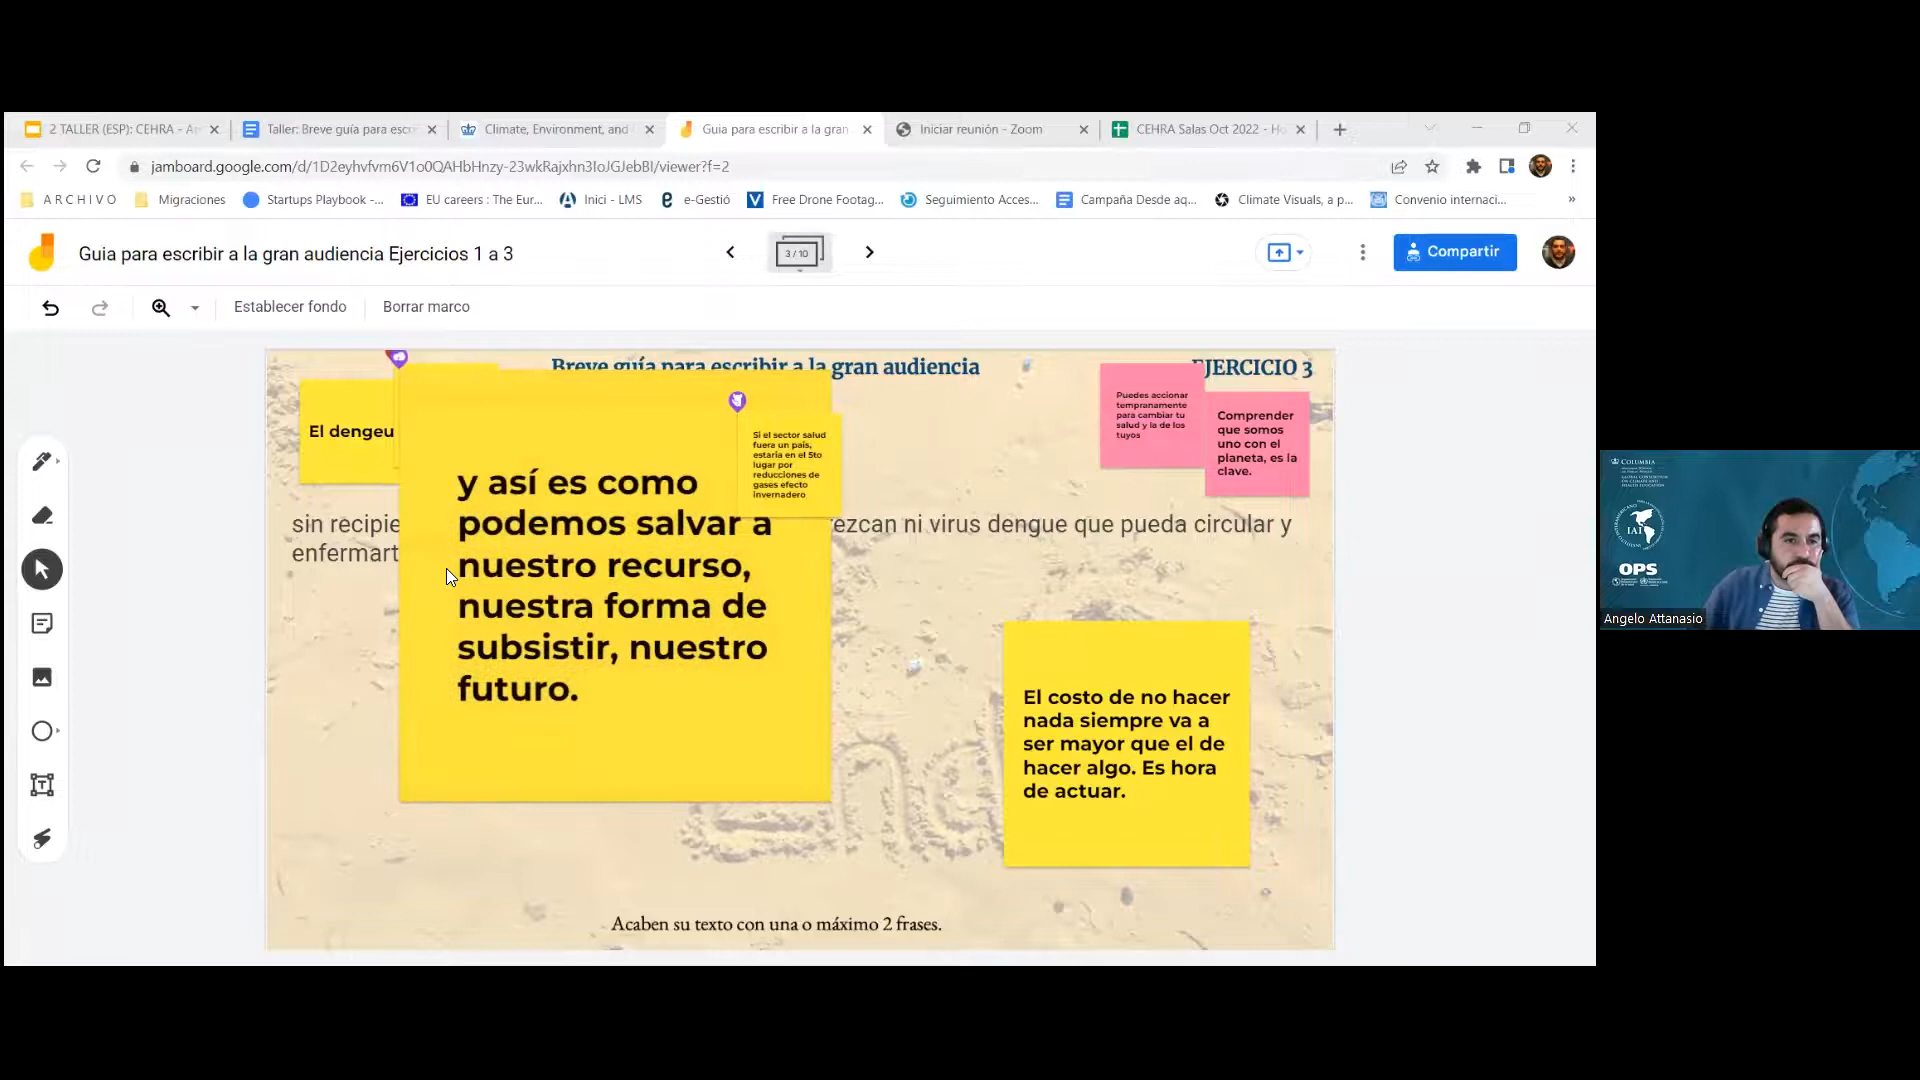 2 TALLER (ESP): CEHRA - A
Taller: Breve guía para escr
Climate, Environment, and
Guia para escribir a la gran
Iniciar reunión - Zoom
CEHRA Salas Oct 2022 - Ho
jamboard.google.com/d/1D2eyhvfvm6V1o0QAHbHnzy-23wkRajxhn3IoJGJebBI/viewer?f=2
A R C H I V O
Migraciones
Startups Playbook -...
EU careers : The Eur...
Inici - LMS
e-Gestió
Free Drone Footag...
Seguimiento Acces...
Campaña Desde aq...
Climate Visuals, a p...
Convenio internaci...
»
Guia para escribir a la gran audiencia Ejercicios 1 a 3
3 / 10
Compartir
Establecer fondo
Borrar marco
Breve guía para escribir a la gran audiencia
EJERCICIO 3
El dengeu
y así es como
podemos salvar a
nuestro recurso,
nuestra forma de
subsistir, nuestro
futuro.
Si el sector salud
fuera un país,
estaría en el 5to
lugar por
reducciones de
gases efecto
invernadero
Puedes accionar
tempranamente
para cambiar tu
salud y la de los
tuyos
Comprender
que somos
uno con el
planeta, es la
clave.
sin recipie
ezcan ni virus dengue que pueda circular y
enfermart
El costo de no hacer
nada siempre va a
ser mayor que el de
hacer algo. Es hora
de actuar.
Acaben su texto con una o máximo 2 frases.
COLUMBIA
IAI
OPS
Angelo Attanasio